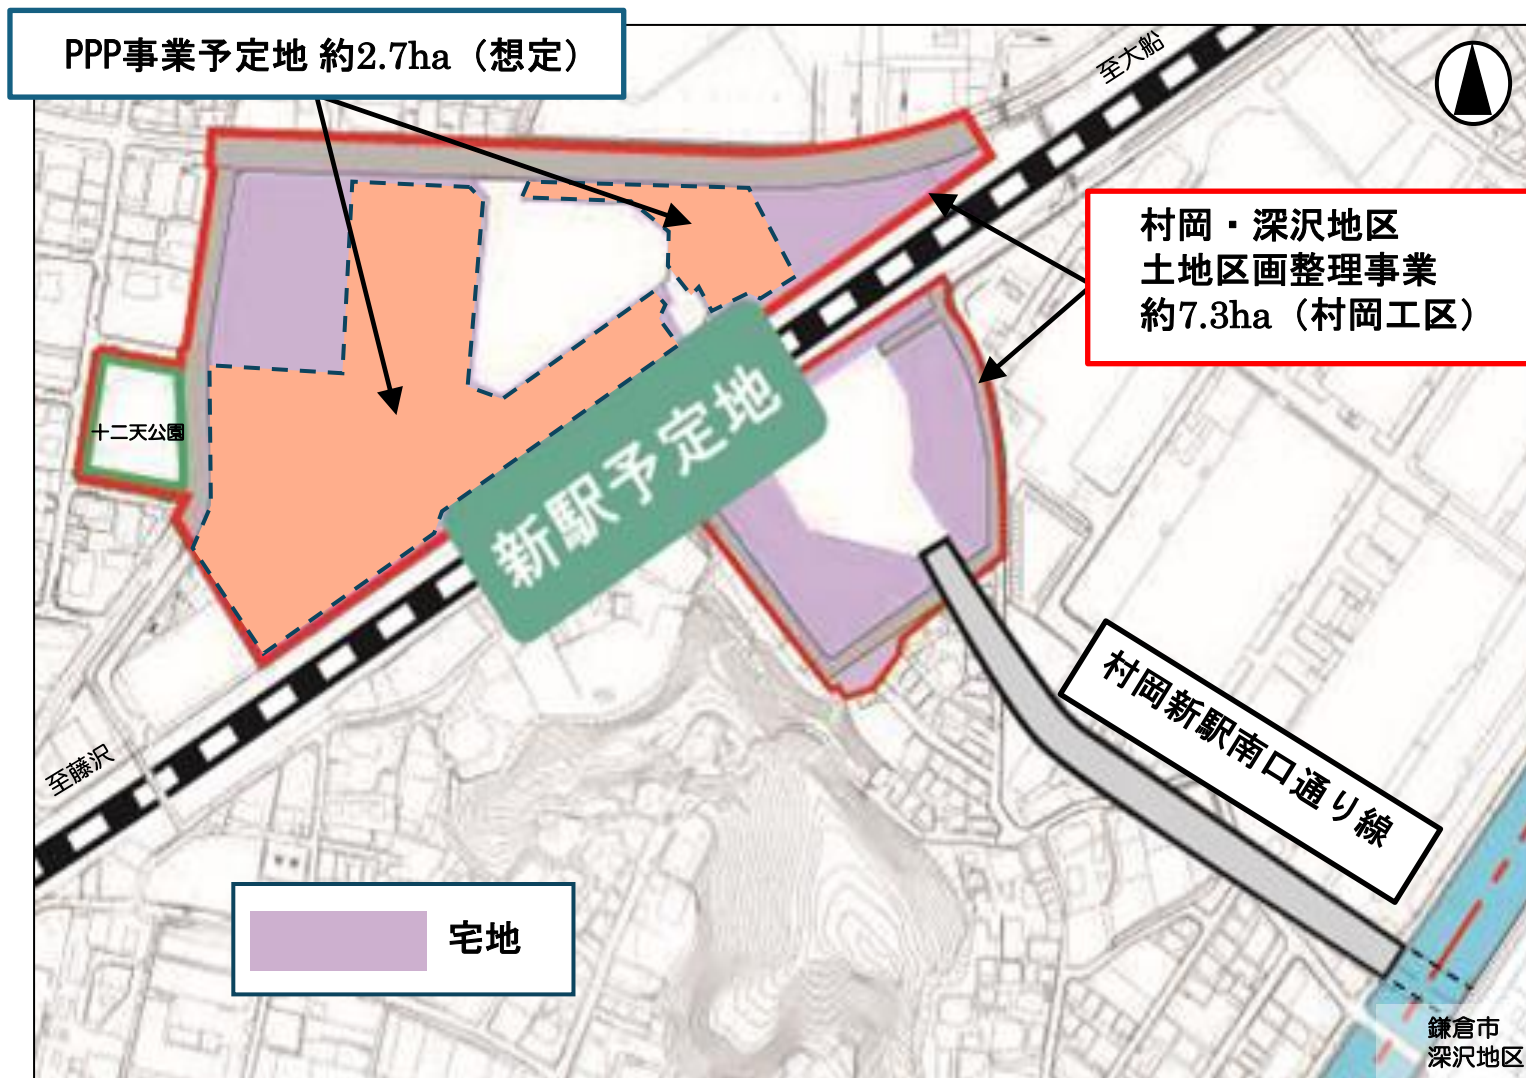 PPP事業予定地 約2.7ha（想定）
至大船
村岡・深沢地区
土地区画整理事業
約7.3ha（村岡工区）
十二天公園
新駅予定地
村岡新駅南口通り線
至藤沢
宅地
鎌倉市
深沢地区